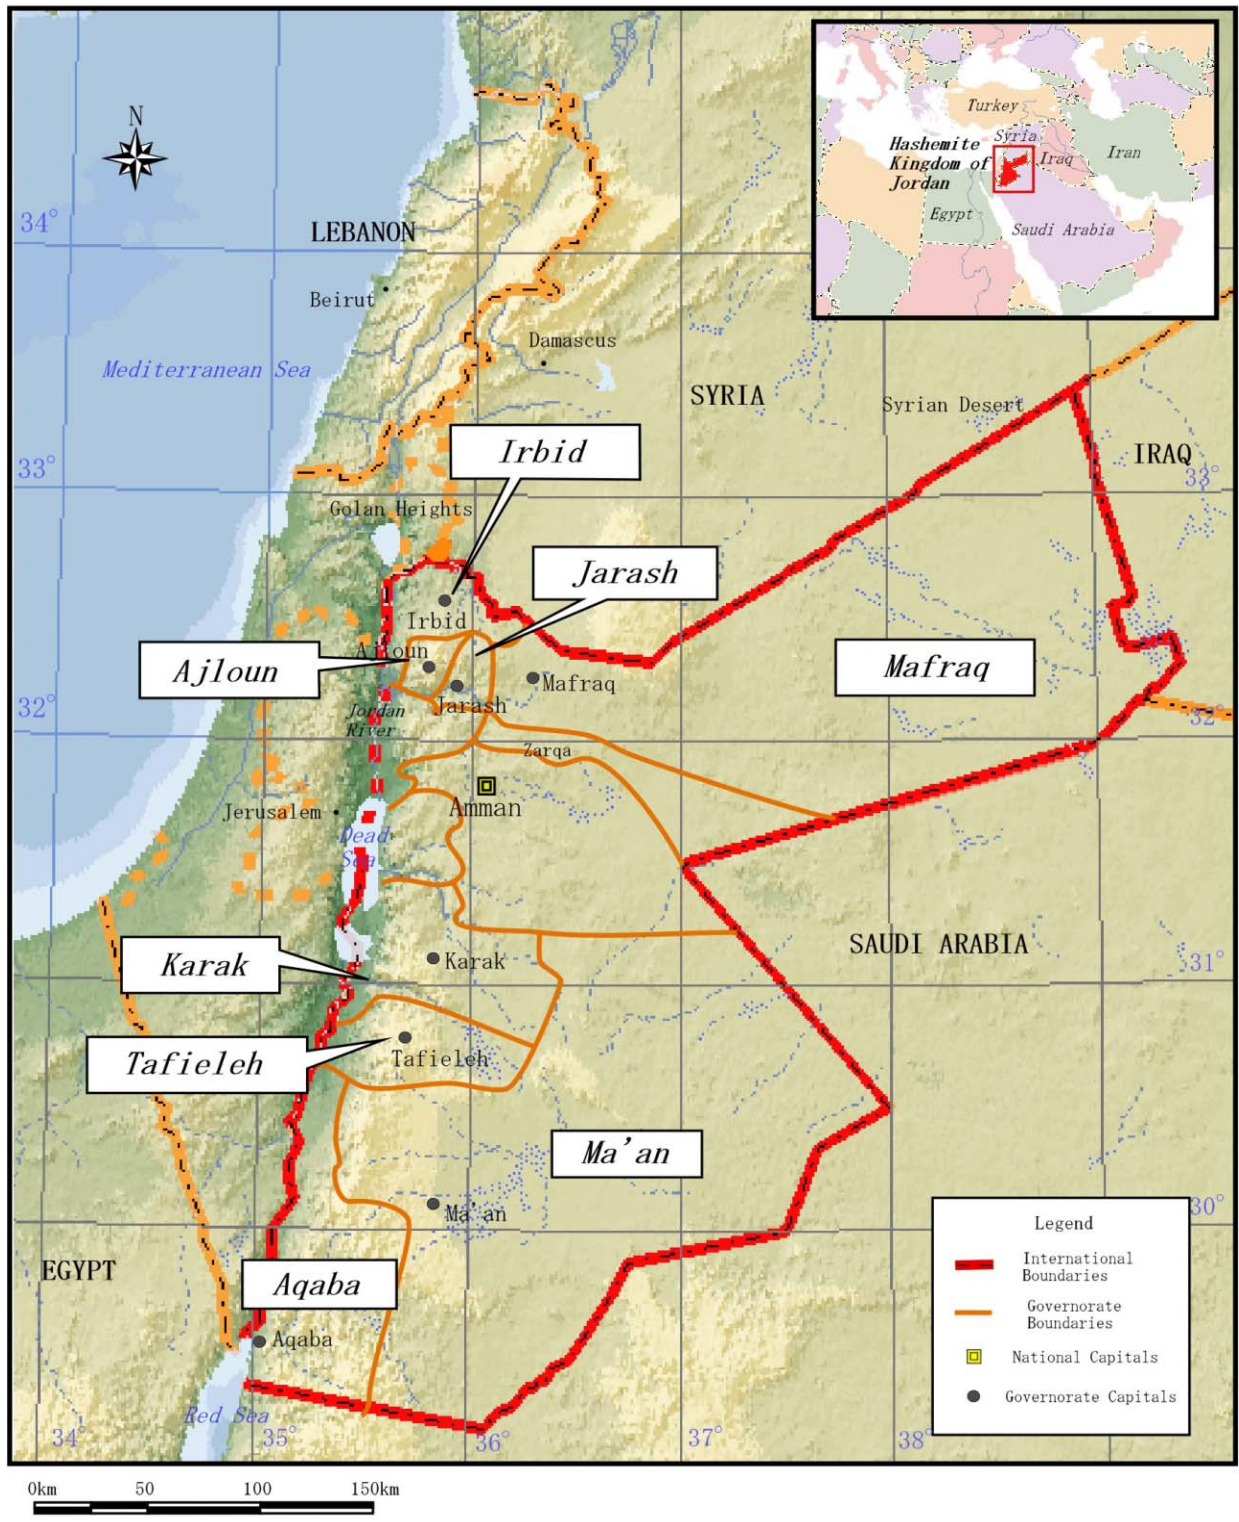 N
Turkey
Syria
Hashemite
Kingdom of
Jordan
Iraq
Iran
Egypt
Saudi Arabia
34°
LEBANON
Beirut
Damascus
Mediterranean Sea
SYRIA
Syrian Desert
Irbid
IRAQ
33°
33°
Golan Heights
Jarash
Irbid
Ajloun
Ajloun
Mafraq
Mafraq
Jarash
32°
Jordan
River
32°
Zarqa
Amman
Jerusalem
Dead
Sea
SAUDI ARABIA
Karak
Karak
31°
Tafieleh
Tafieleh
Ma'an
Ma'an
30°
EGYPT
Aqaba
Aqaba
Red Sea
34°
35°
36°
37°
38°
Legend
International
Boundaries
Governorate
Boundaries
National Capitals
Governorate Capitals
0km 50 100 150km